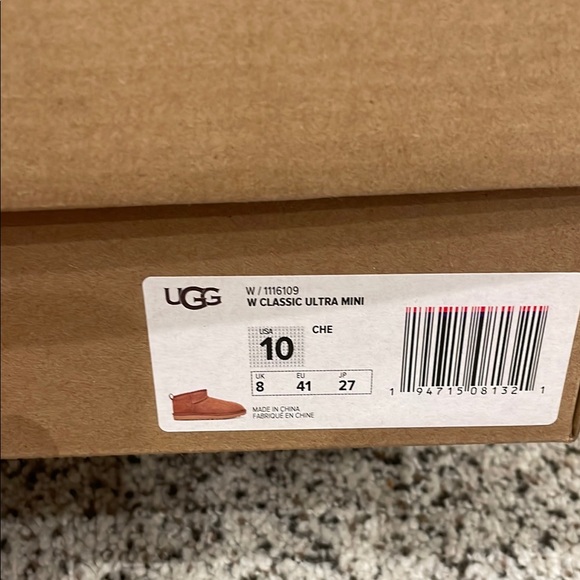 UGG
W / 1116109
W CLASSIC ULTRA MINI
USA CHE
10
UK EU JP
8 41 27
MADE IN CHINA
FABRIQUÉ EN CHINE
1 94715 08132 1